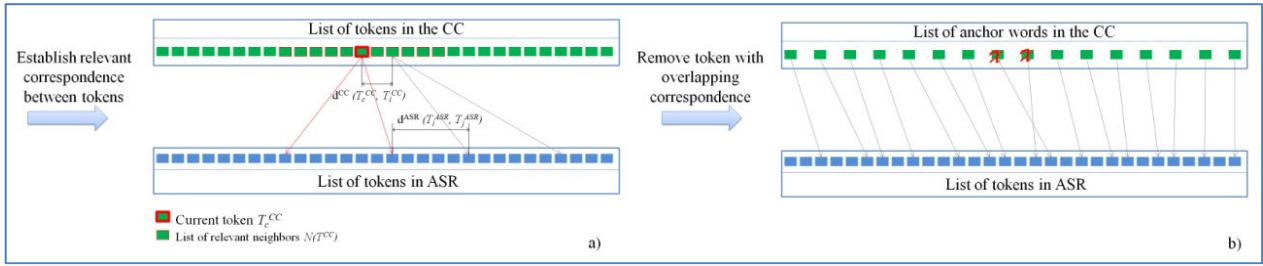 Establish relevant
correspondence
between tokens
List of tokens in the CC
d^CC (T_c^CC, T_i^CC)
d^ASR (T_i^ASR, T_j^ASR)
List of tokens in ASR
Current token T_c^CC
List of relevant neighbors N(T^CC)
a)
Remove token with
overlapping
correspondence
List of anchor words in the CC
? ?
List of tokens in ASR
b)